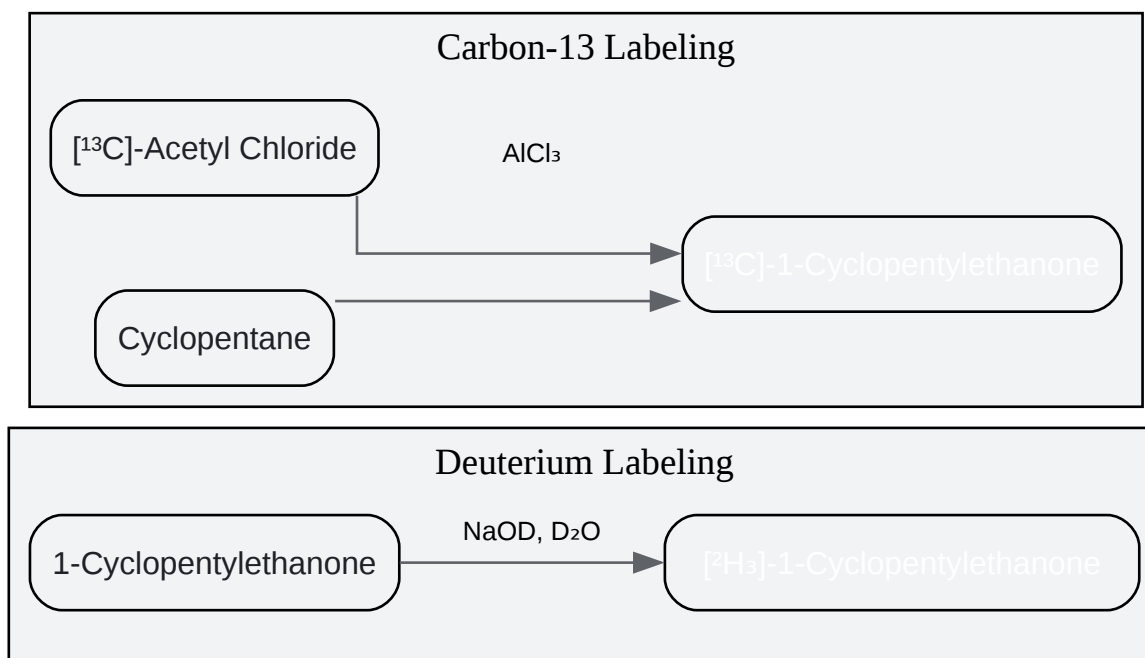 Carbon-13 Labeling
[¹³C]-Acetyl Chloride
AlCl₃
[¹³C]-1-Cyclopentylethanone
Cyclopentane
Deuterium Labeling
1-Cyclopentylethanone
NaOD, D₂O
[²H₃]-1-Cyclopentylethanone